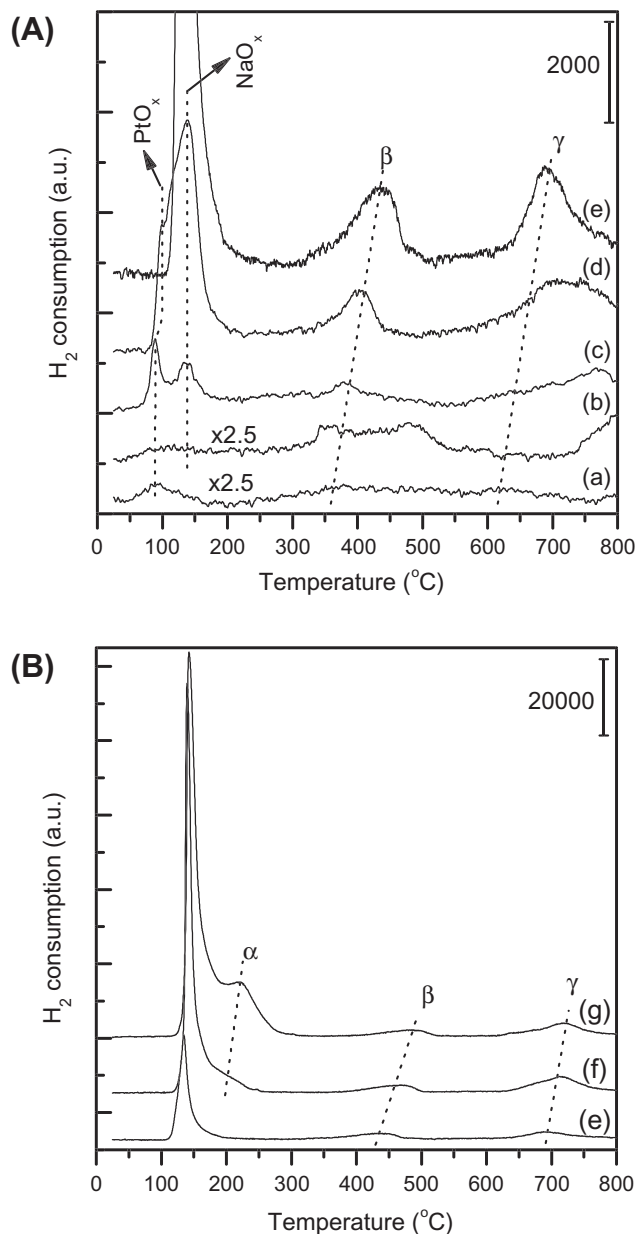 (A)
2000
PtOx
NaOx
β
γ
(e)
(d)
(c)
(b)
(a)
x2.5
x2.5
H2 consumption (a.u.)
0 100 200 300 400 500 600 700 800
Temperature (°C)
(B)
20000
α
β
γ
(g)
(f)
(e)
H2 consumption (a.u.)
0 100 200 300 400 500 600 700 800
Temperature (°C)